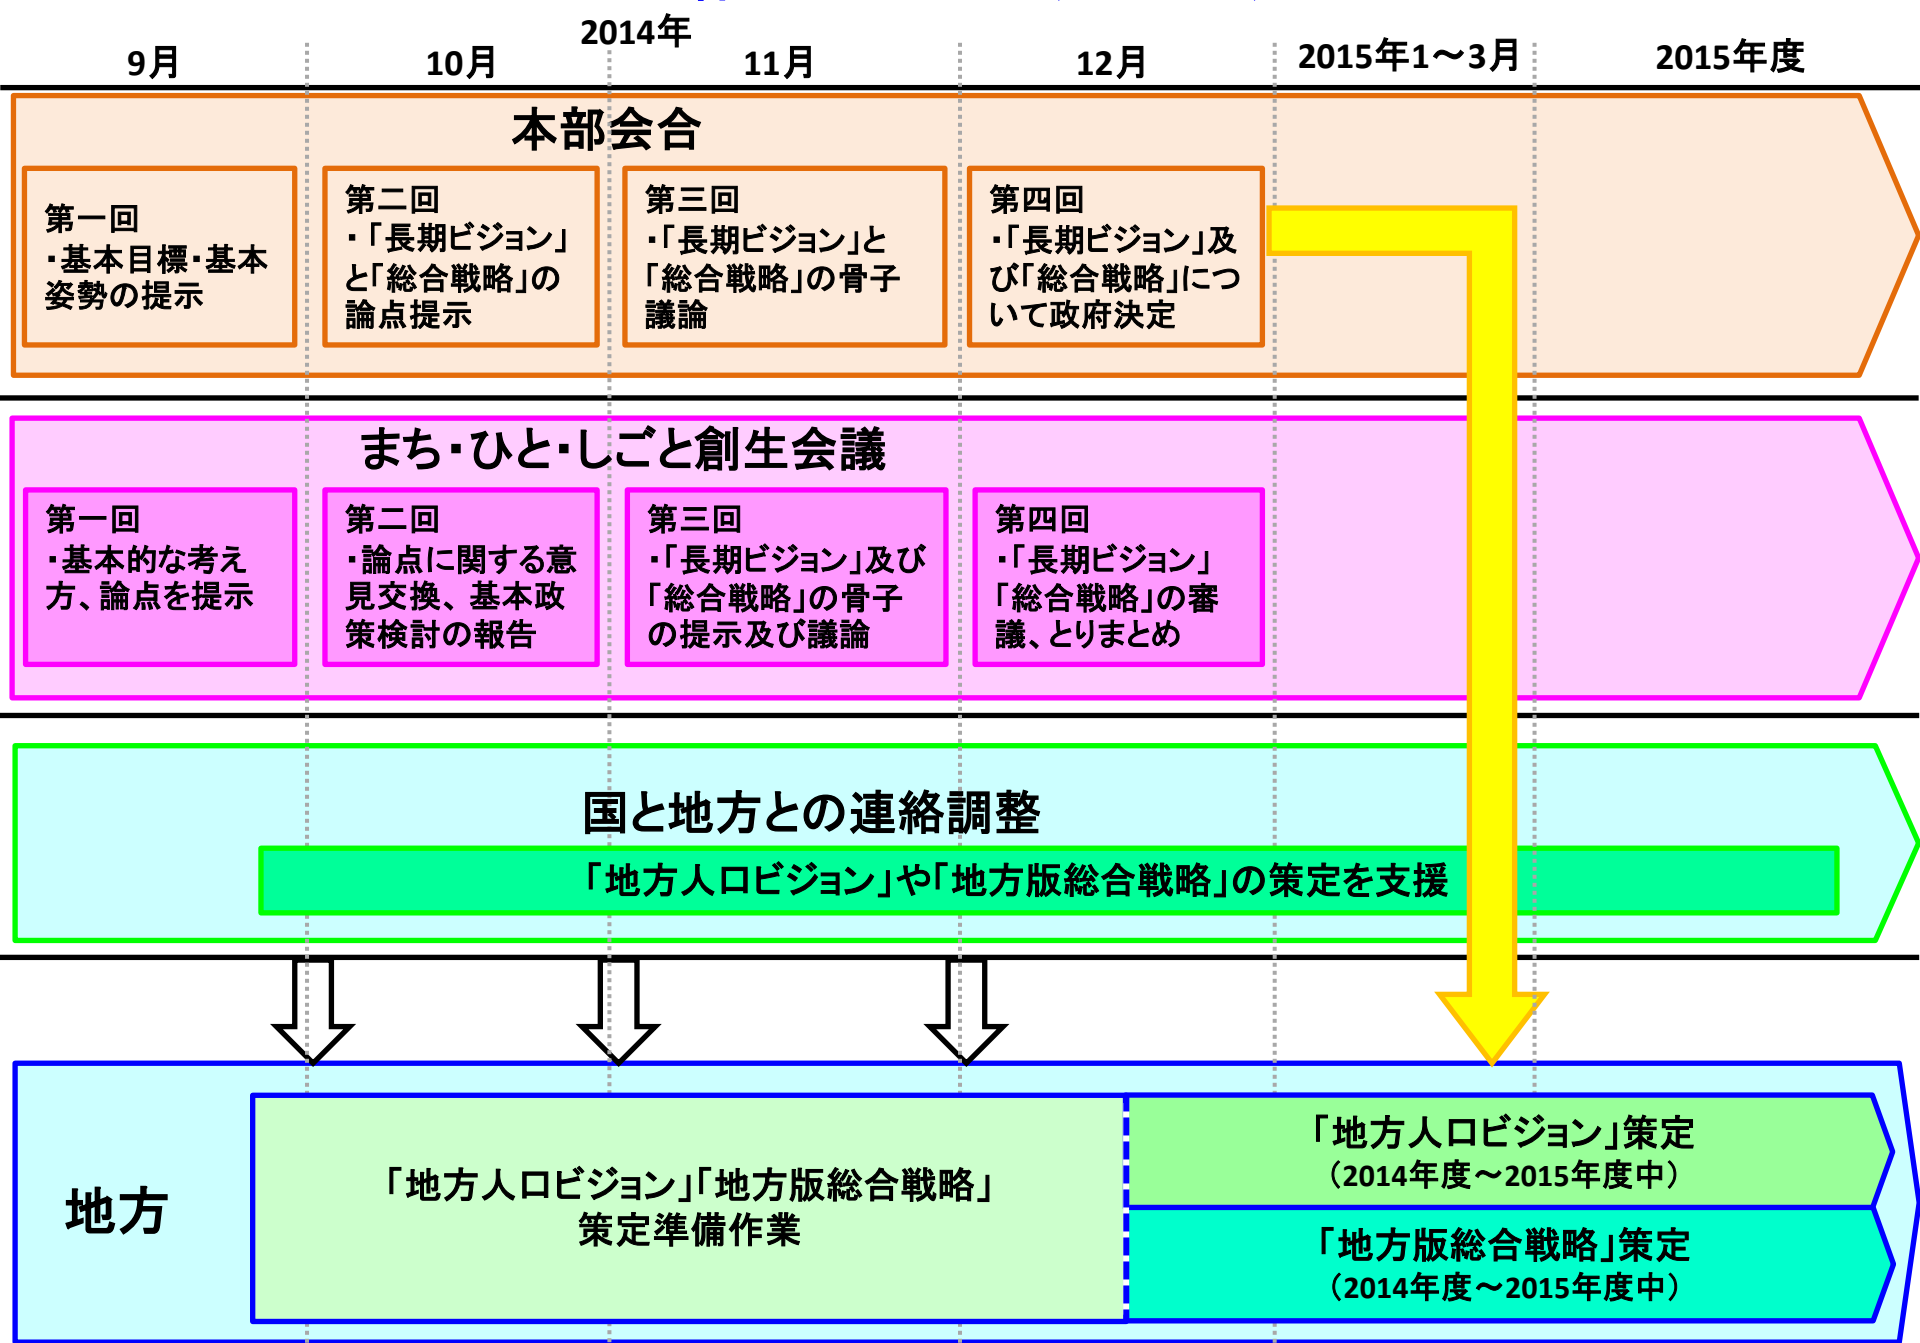 2014年
9月
10月
11月
12月
2015年1～3月
2015年度
本部会合
第一回
・基本目標・基本
姿勢の提示
第二回
・「長期ビジョン」
と「総合戦略」の
論点提示
第三回
・「長期ビジョン」と
「総合戦略」の骨子
議論
第四回
・「長期ビジョン」及
び「総合戦略」につ
いて政府決定
まち・ひと・しごと創生会議
第一回
・基本的な考え
方、論点を提示
第二回
・論点に関する意
見交換、基本政
策検討の報告
第三回
・「長期ビジョン」及び
「総合戦略」の骨子
の提示及び議論
第四回
・「長期ビジョン」
「総合戦略」の審
議、とりまとめ
国と地方との連絡調整
「地方人口ビジョン」や「地方版総合戦略」の策定を支援
地方
「地方人口ビジョン」「地方版総合戦略」
策定準備作業
「地方人口ビジョン」策定
（2014年度～2015年度中）
「地方版総合戦略」策定
（2014年度～2015年度中）